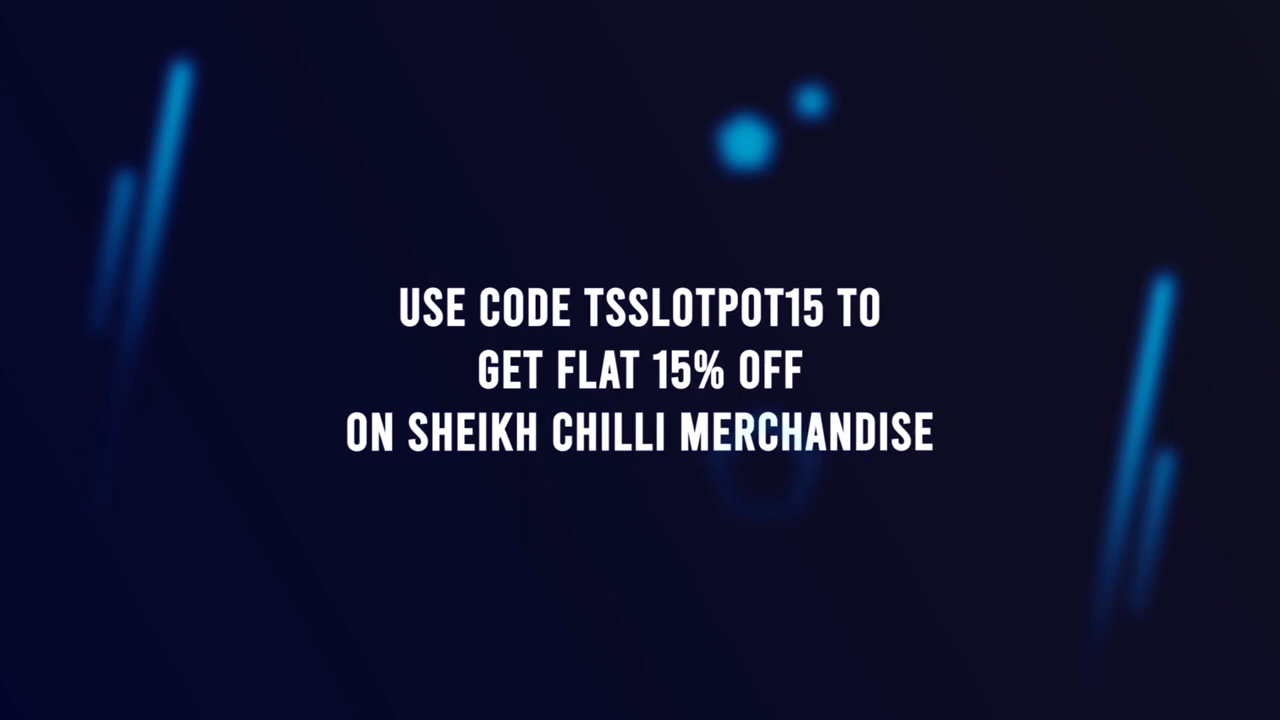 USE CODE TSSLOTPOT15 TO
GET FLAT 15% OFF
ON SHEIKH CHILLI MERCHANDISE